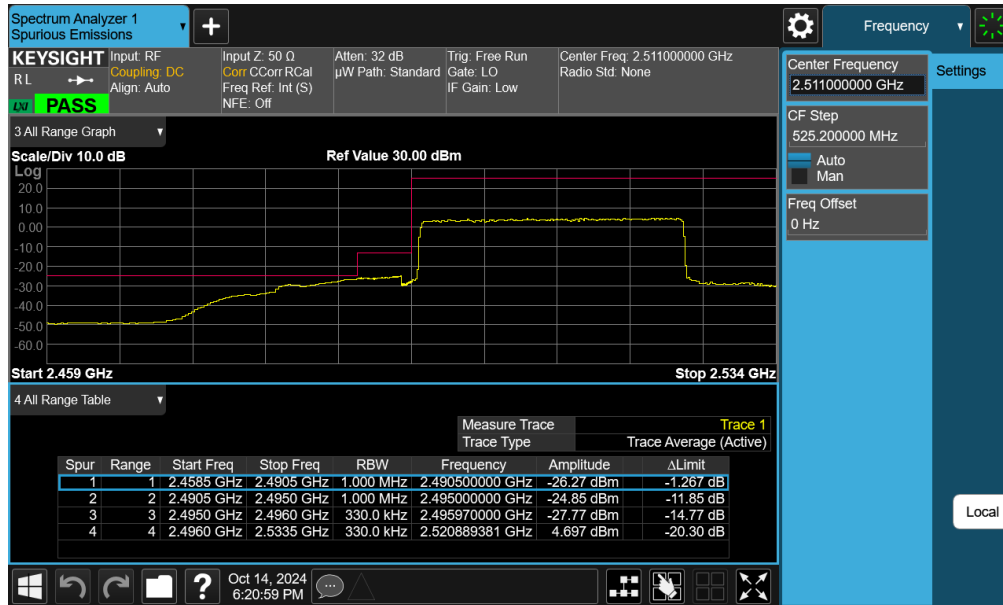 Spectrum Analyzer 1
Spurious Emissions
Frequency
KEYSIGHT
R L
LXI
PASS
Input: RF
Coupling: DC
Align: Auto
Input Z: 50 Ω
Corr CCorr RCal
Freq Ref: Int (S)
NFE: Off
Atten: 32 dB
µW Path: Standard
Trig: Free Run
Gate: LO
IF Gain: Low
Center Freq: 2.511000000 GHz
Radio Std: None
Center Frequency
2.511000000 GHz
Settings
CF Step
525.200000 MHz
Auto
Man
Freq Offset
0 Hz
3 All Range Graph
Scale/Div 10.0 dB
Ref Value 30.00 dBm
Log
20.0
10.0
0.00
-10.0
-20.0
-30.0
-40.0
-50.0
-60.0
Start 2.459 GHz
Stop 2.534 GHz
4 All Range Table
Measure Trace Trace 1
Trace Type Trace Average (Active)
Spur Range Start Freq Stop Freq RBW Frequency Amplitude ΔLimit
1 1 2.4585 GHz 2.4905 GHz 1.000 MHz 2.490500000 GHz -26.27 dBm -1.267 dB
2 2 2.4905 GHz 2.4950 GHz 1.000 MHz 2.495000000 GHz -24.85 dBm -11.85 dB
3 3 2.4950 GHz 2.4960 GHz 330.0 kHz 2.495970000 GHz -27.77 dBm -14.77 dB
4 4 2.4960 GHz 2.5335 GHz 330.0 kHz 2.520889381 GHz 4.697 dBm -20.30 dB
Local
?
Oct 14, 2024
6:20:59 PM